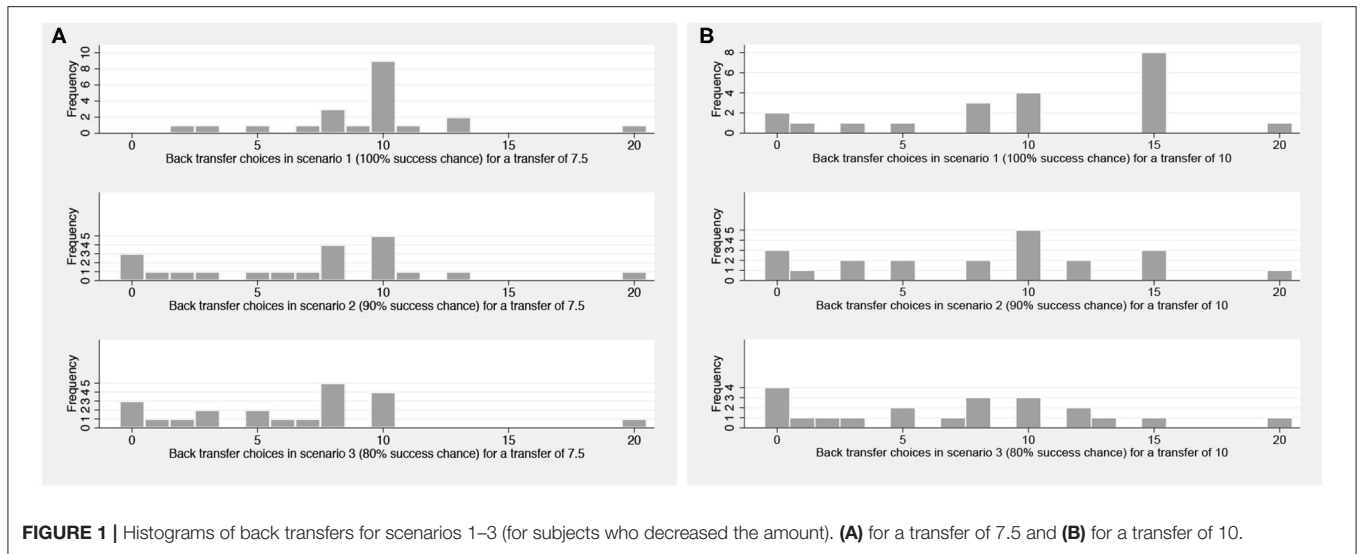 A
Frequency
0 2 4 6 8 10
0 5 10 15 20
Back transfer choices in scenario 1 (100% success chance) for a transfer of 7.5
Frequency
0 1 2 3 4 5
0 5 10 15 20
Back transfer choices in scenario 2 (90% success chance) for a transfer of 7.5
Frequency
0 1 2 3 4 5
0 5 10 15 20
Back transfer choices in scenario 3 (80% success chance) for a transfer of 7.5
B
Frequency
0 2 4 6 8
0 5 10 15 20
Back transfer choices in scenario 1 (100% success chance) for a transfer of 10
Frequency
0 1 2 3 4 5
0 5 10 15 20
Back transfer choices in scenario 2 (90% success chance) for a transfer of 10
Frequency
0 1 2 3 4
0 5 10 15 20
Back transfer choices in scenario 3 (80% success chance) for a transfer of 10
FIGURE 1 | Histograms of back transfers for scenarios 1–3 (for subjects who decreased the amount). (A) for a transfer of 7.5 and (B) for a transfer of 10.